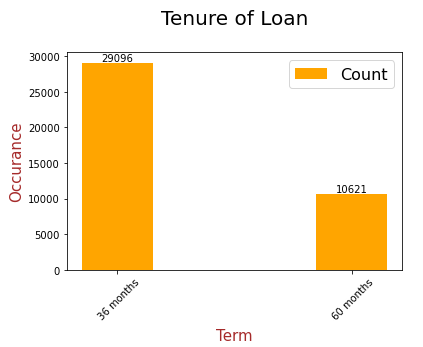 Tenure of Loan
30000
25000
20000
15000
10000
5000
0
Occurance
29096
10621
Count
36 months
60 months
Term